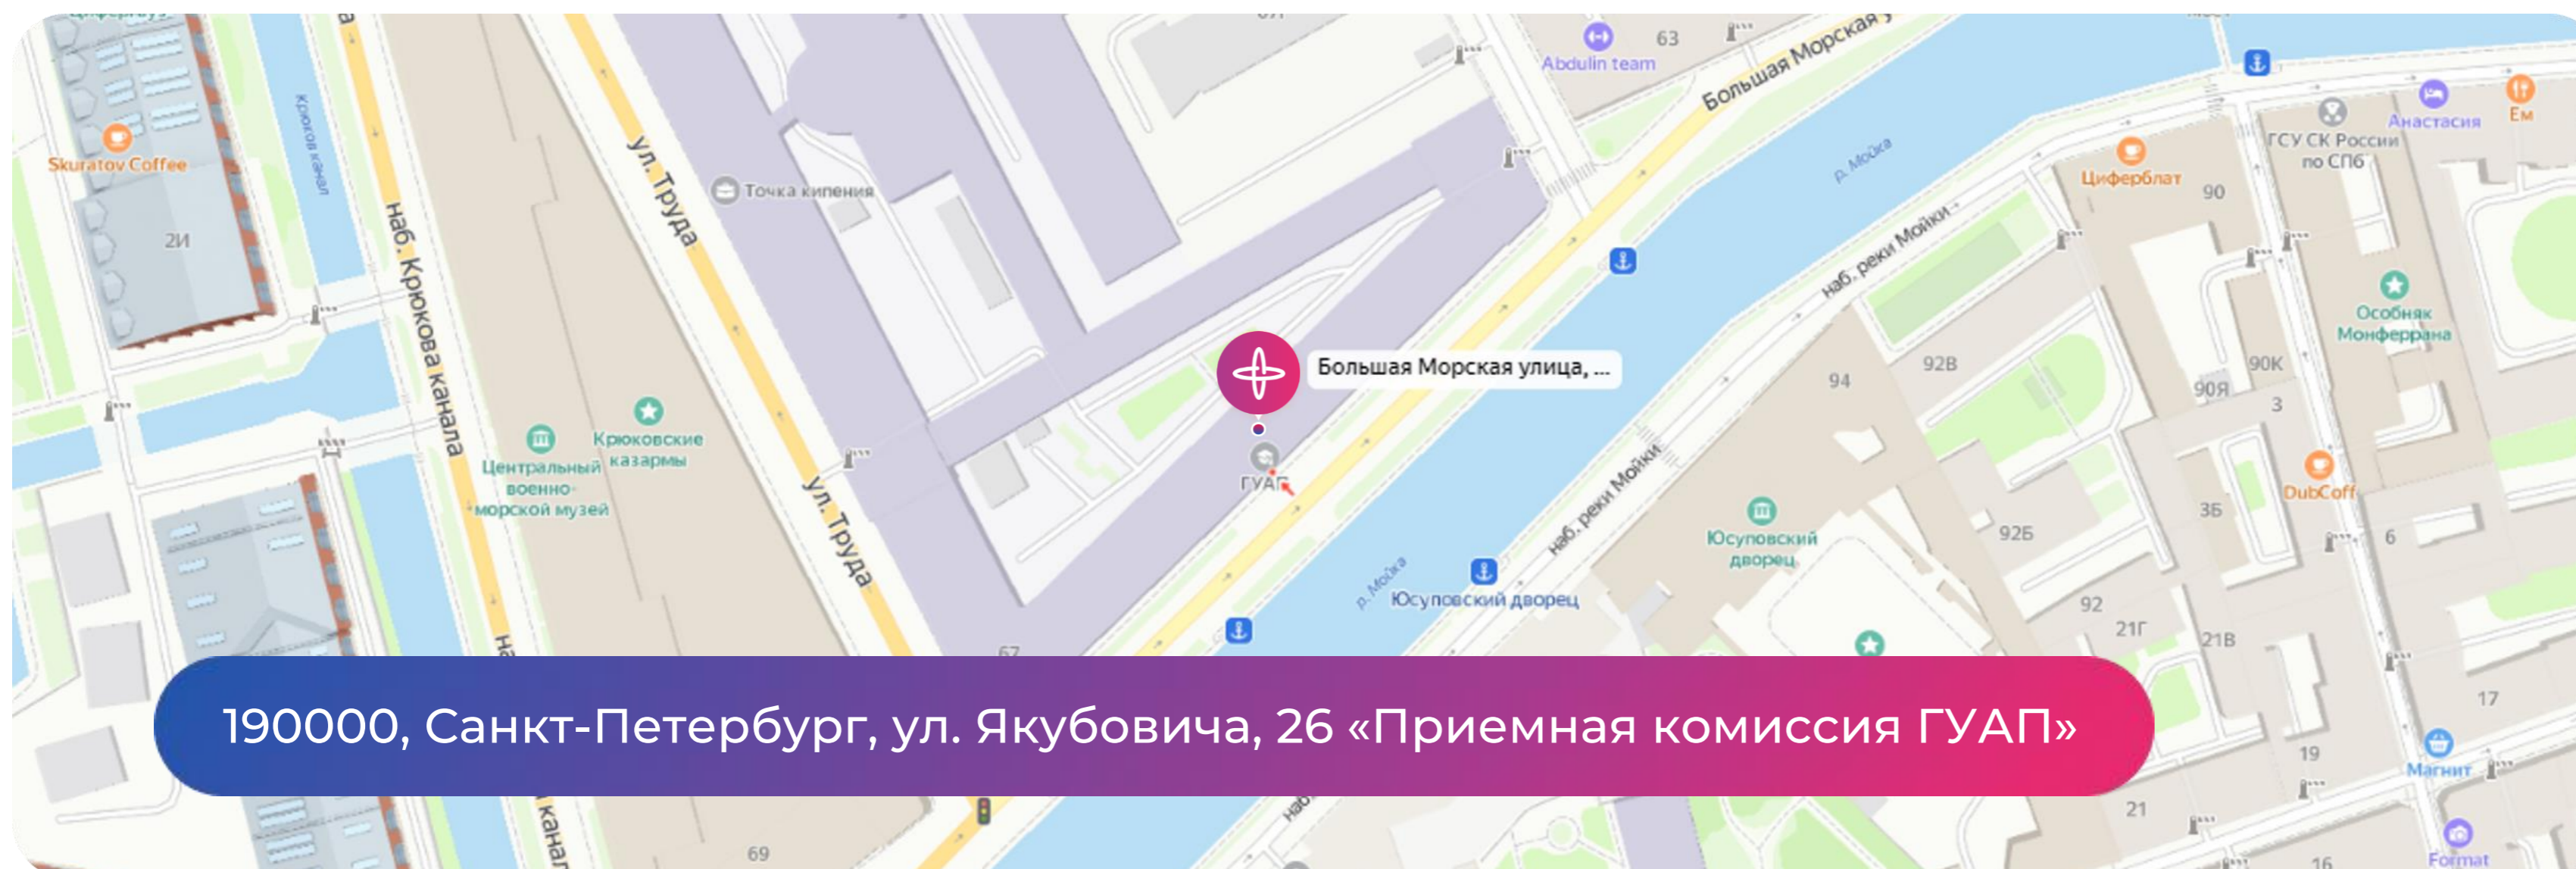 Skuratov Coffee
Крюков канал
2И
наб. Крюкова канала
ул. Труда
Точка кипения
Abdulin team
63
Большая Морская
р. Мойка
наб. реки Мойки
Циферблат
90
ГСУ СК России
по СПб
Анастасия
Ем
Особняк
Монферрана
Большая Морская улица, ...
ГУАП
Крюковские
казармы
Центральный
военно-
морской музей
ул. Труда
94
92В
90К
90Я
3
DubCoff
наб. реки Мойки
Юсуповский
дворец
92Б
3Б
6
р. Мойка
Юсуповский дворец
92
21Г
21В
67
17
190000, Санкт-Петербург, ул. Якубовича, 26 «Приемная комиссия ГУАП»
19
Магнит
21
69
наб.
канал
16
Format